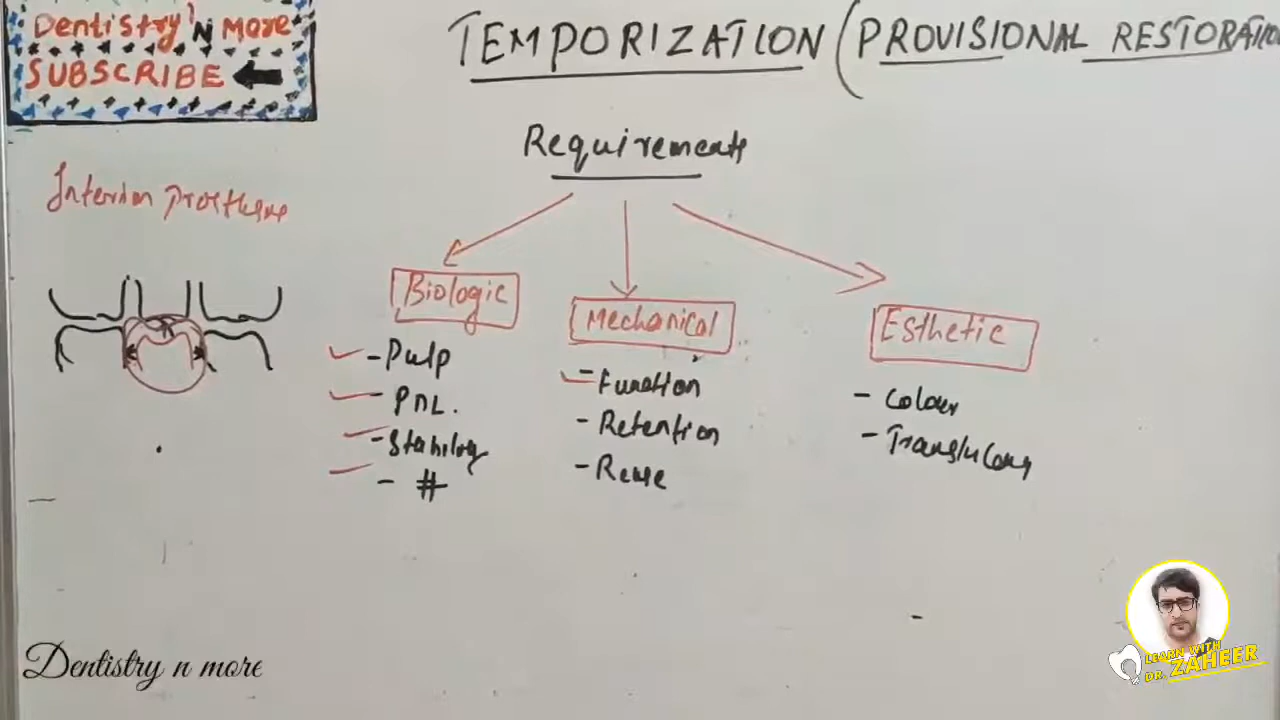 Dentistry'N More
SUBSCRIBE
TEMPORIZATION (PROVISIONAL RESTORATIO
Requirements
Interim Prosthesis
Biologic
- Pulp
- PDL.
- Stability
- #
Mechanical
- Function
- Retention
- Reuse
Esthetic
- Colour
- Translucency
Dentistry n more
LEARN WITH
DR. ZAHEER